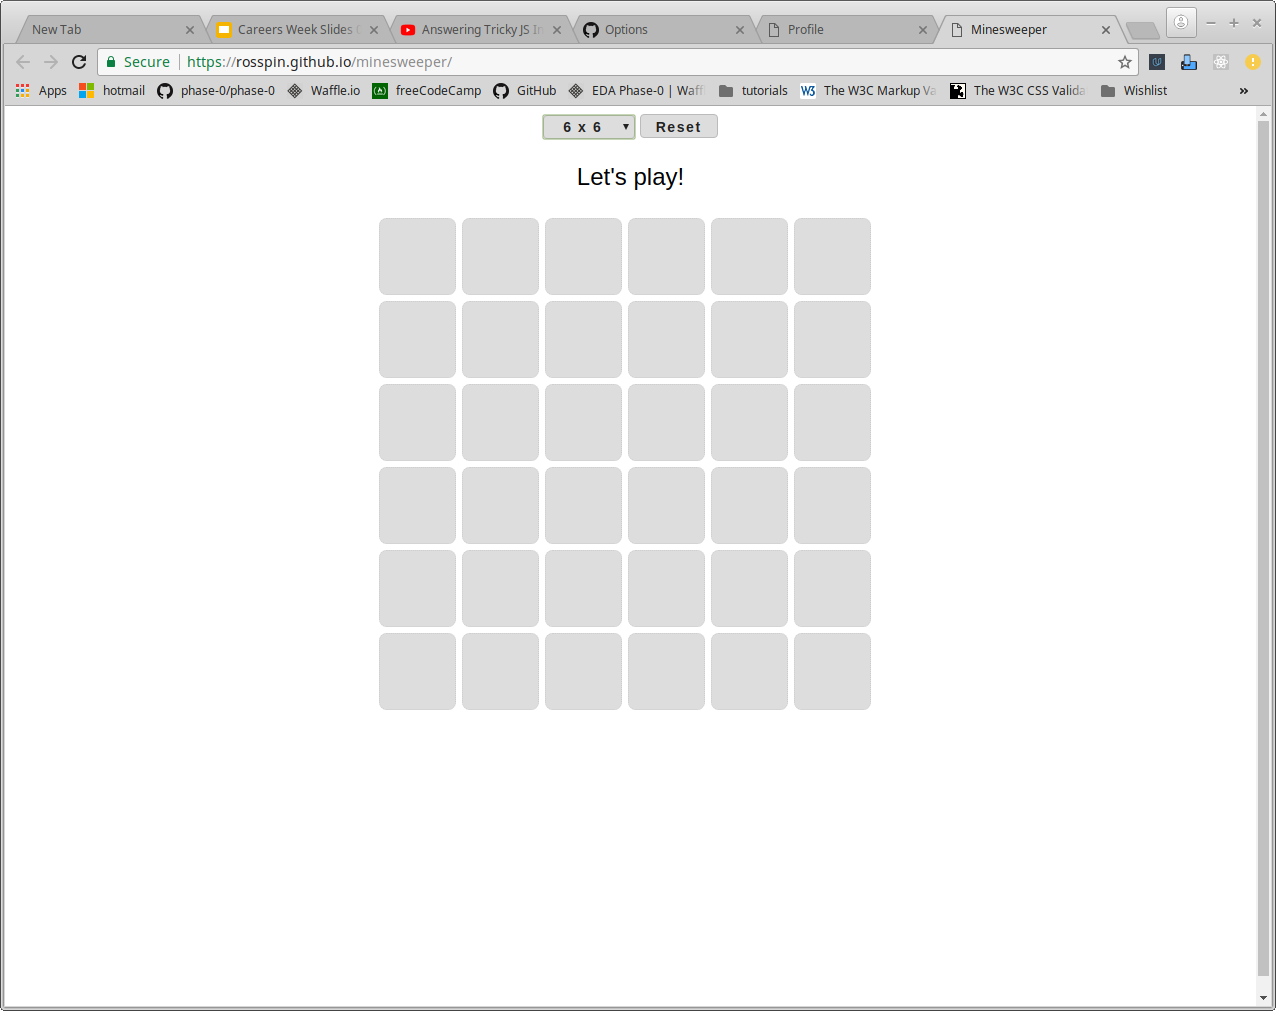 New Tab
Careers Week Slides
Answering Tricky JS In
Options
Profile
Minesweeper
Secure
https://rosspin.github.io/minesweeper/
Apps
hotmail
phase-0/phase-0
Waffle.io
freeCodeCamp
GitHub
EDA Phase-0 | Waff
tutorials
W3
The W3C Markup Va
The W3C CSS Valida
Wishlist
»
6 x 6
Reset
Let's play!